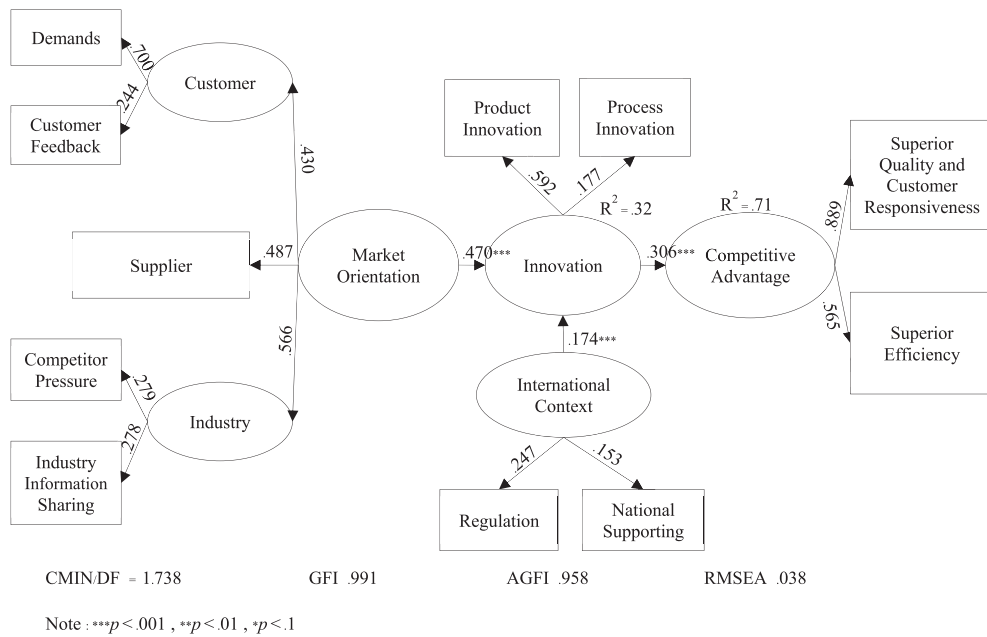 Demands
.700
Customer
.244
Customer
Feedback
.430
Product
Innovation
Process
Innovation
.592
.177
R² = .32
R² = .71
Superior
Quality and
Customer
Responsiveness
.889
Supplier
.487
Market
Orientation
.470***
Innovation
.306***
Competitive
Advantage
.565
Superior
Efficiency
.566
.174***
Competitor
Pressure
.279
Industry
.278
Industry
Information
Sharing
International
Context
.247
.153
Regulation
National
Supporting
CMIN/DF = 1.738 GFI .991 AGFI .958 RMSEA .038
Note : ***p < .001 , **p < .01 , *p < .1